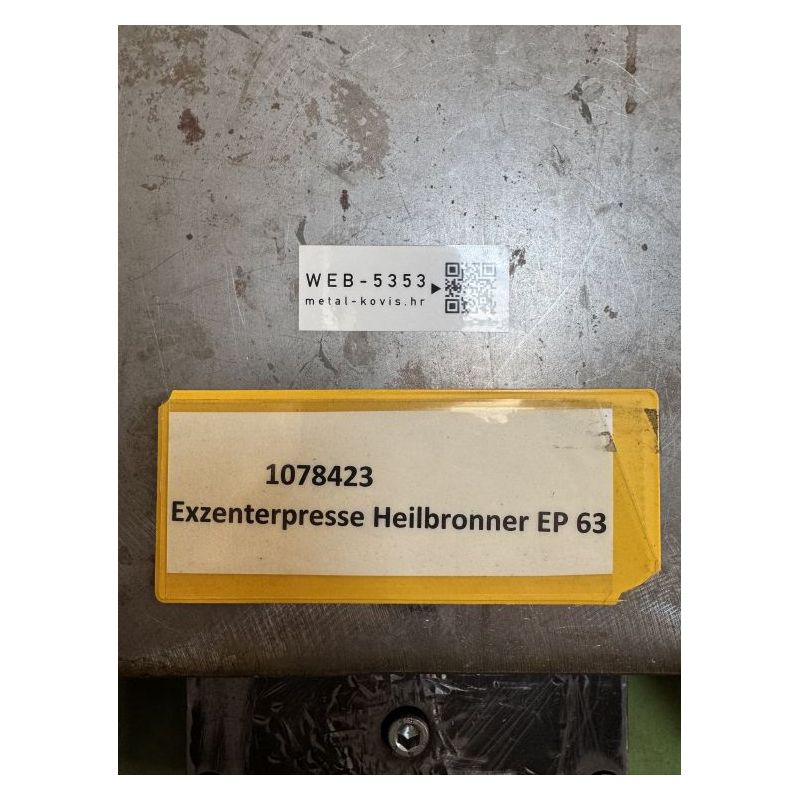 WEB-5353
metal-kovis.hr
1078423
Exzenterpresse Heilbronner EP 63